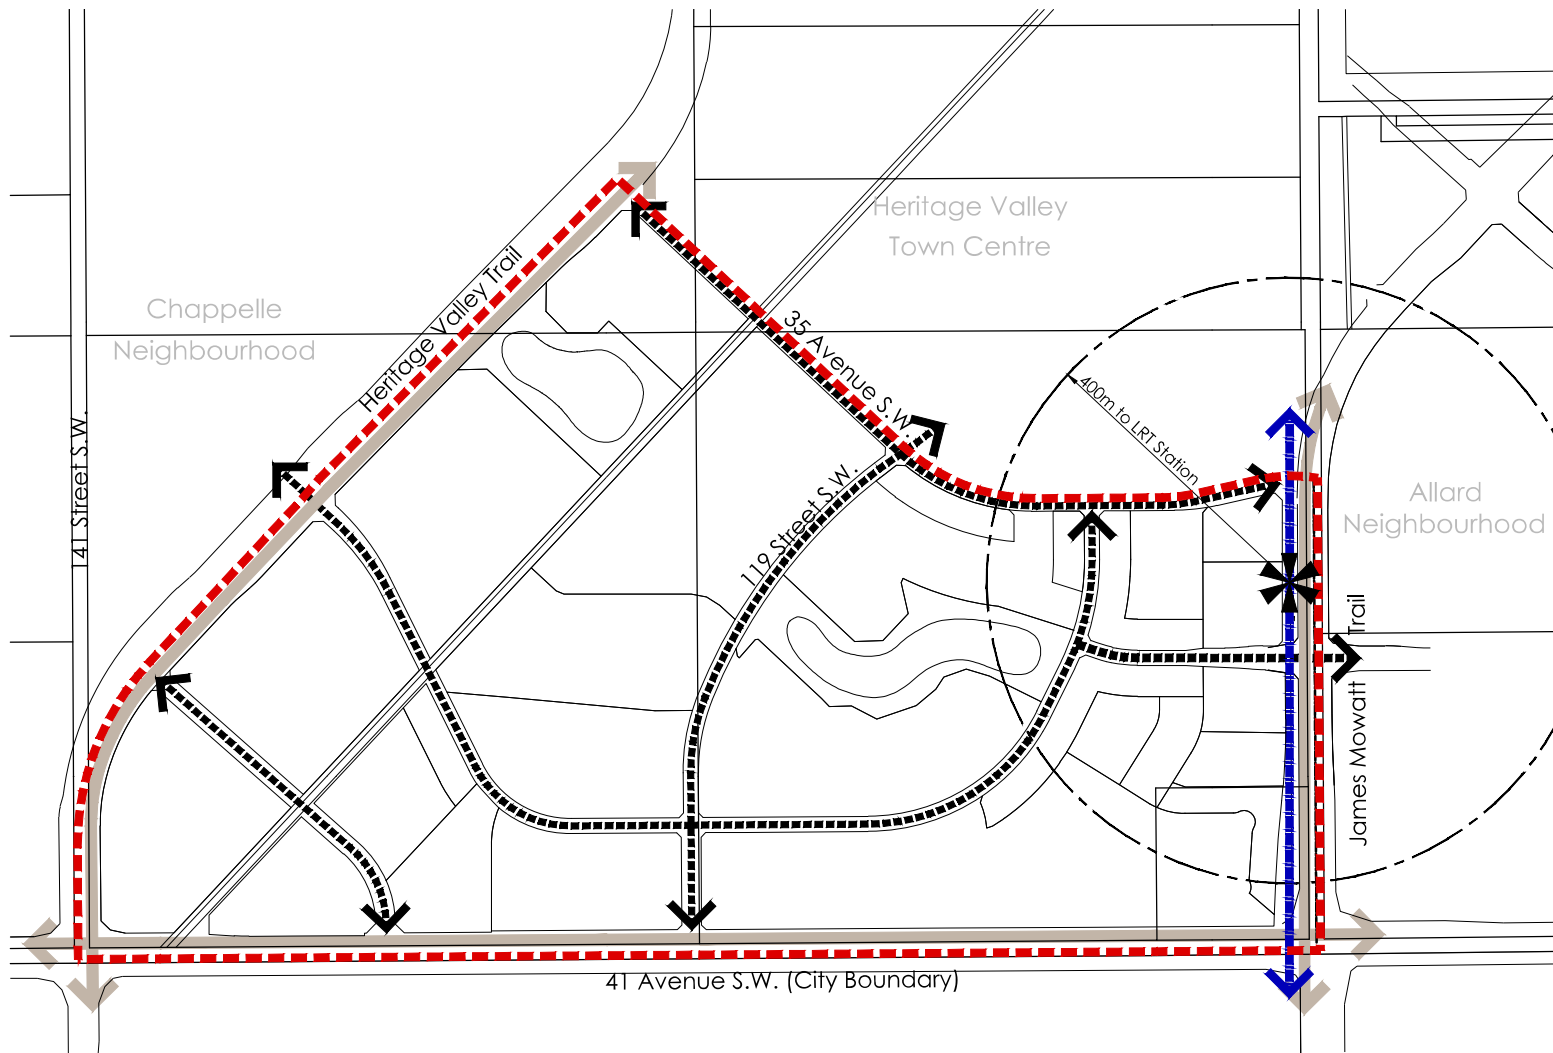 Heritage Valley
Town Centre
Chappelle
Neighbourhood
Heritage Valley Trail
35 Avenue S.W.
400m to LRT Station
141 Street S.W.
119 Street S.W.
Allard
Neighbourhood
James Mowatt Trail
41 Avenue S.W. (City Boundary)